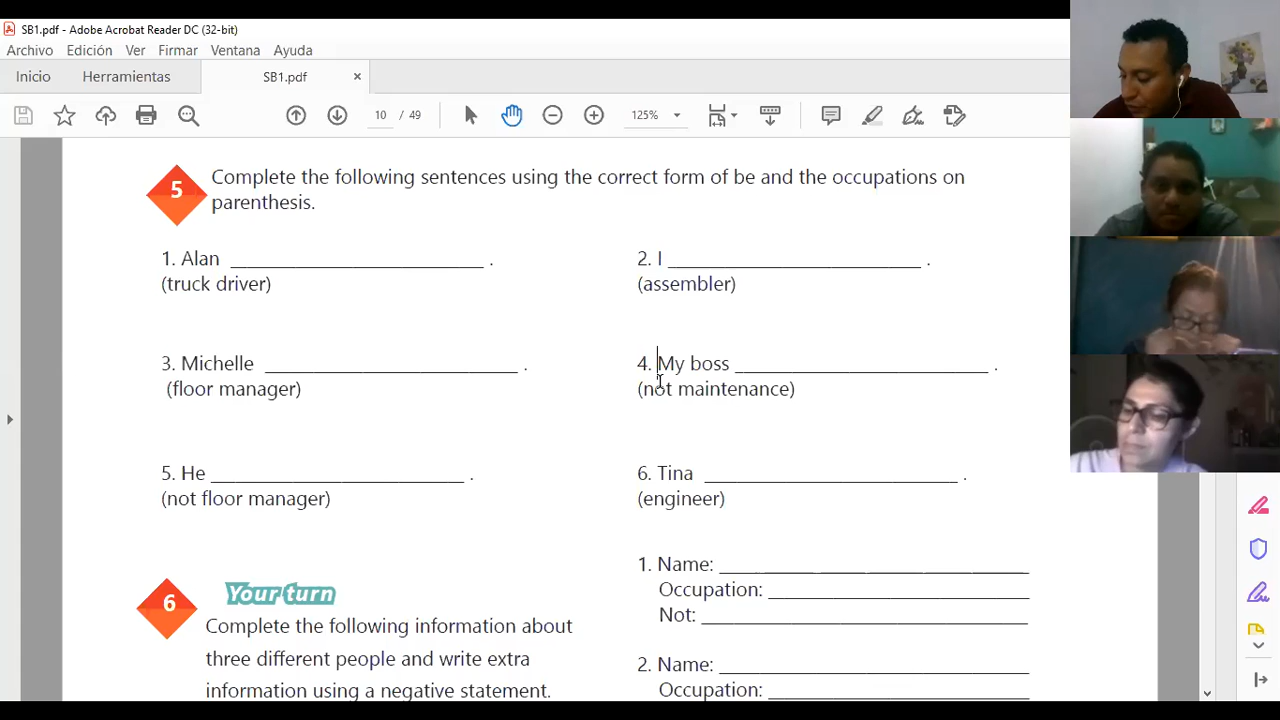 SB1.pdf - Adobe Acrobat Reader DC (32-bit)
Archivo Edición Ver Firmar Ventana Ayuda
Inicio Herramientas SB1.pdf ×
10 / 49 125%
5 Complete the following sentences using the correct form of be and the occupations on
parenthesis.
1. Alan ________________________ .
(truck driver)
2. I ________________________ .
(assembler)
3. Michelle ________________________ .
(floor manager)
4. My boss ________________________ .
(not maintenance)
5. He ________________________ .
(not floor manager)
6. Tina ________________________ .
(engineer)
6 Your turn
Complete the following information about
three different people and write extra
information using a negative statement.
1. Name: ________________________
Occupation: ________________________
Not: ________________________
2. Name: ________________________
Occupation: ________________________